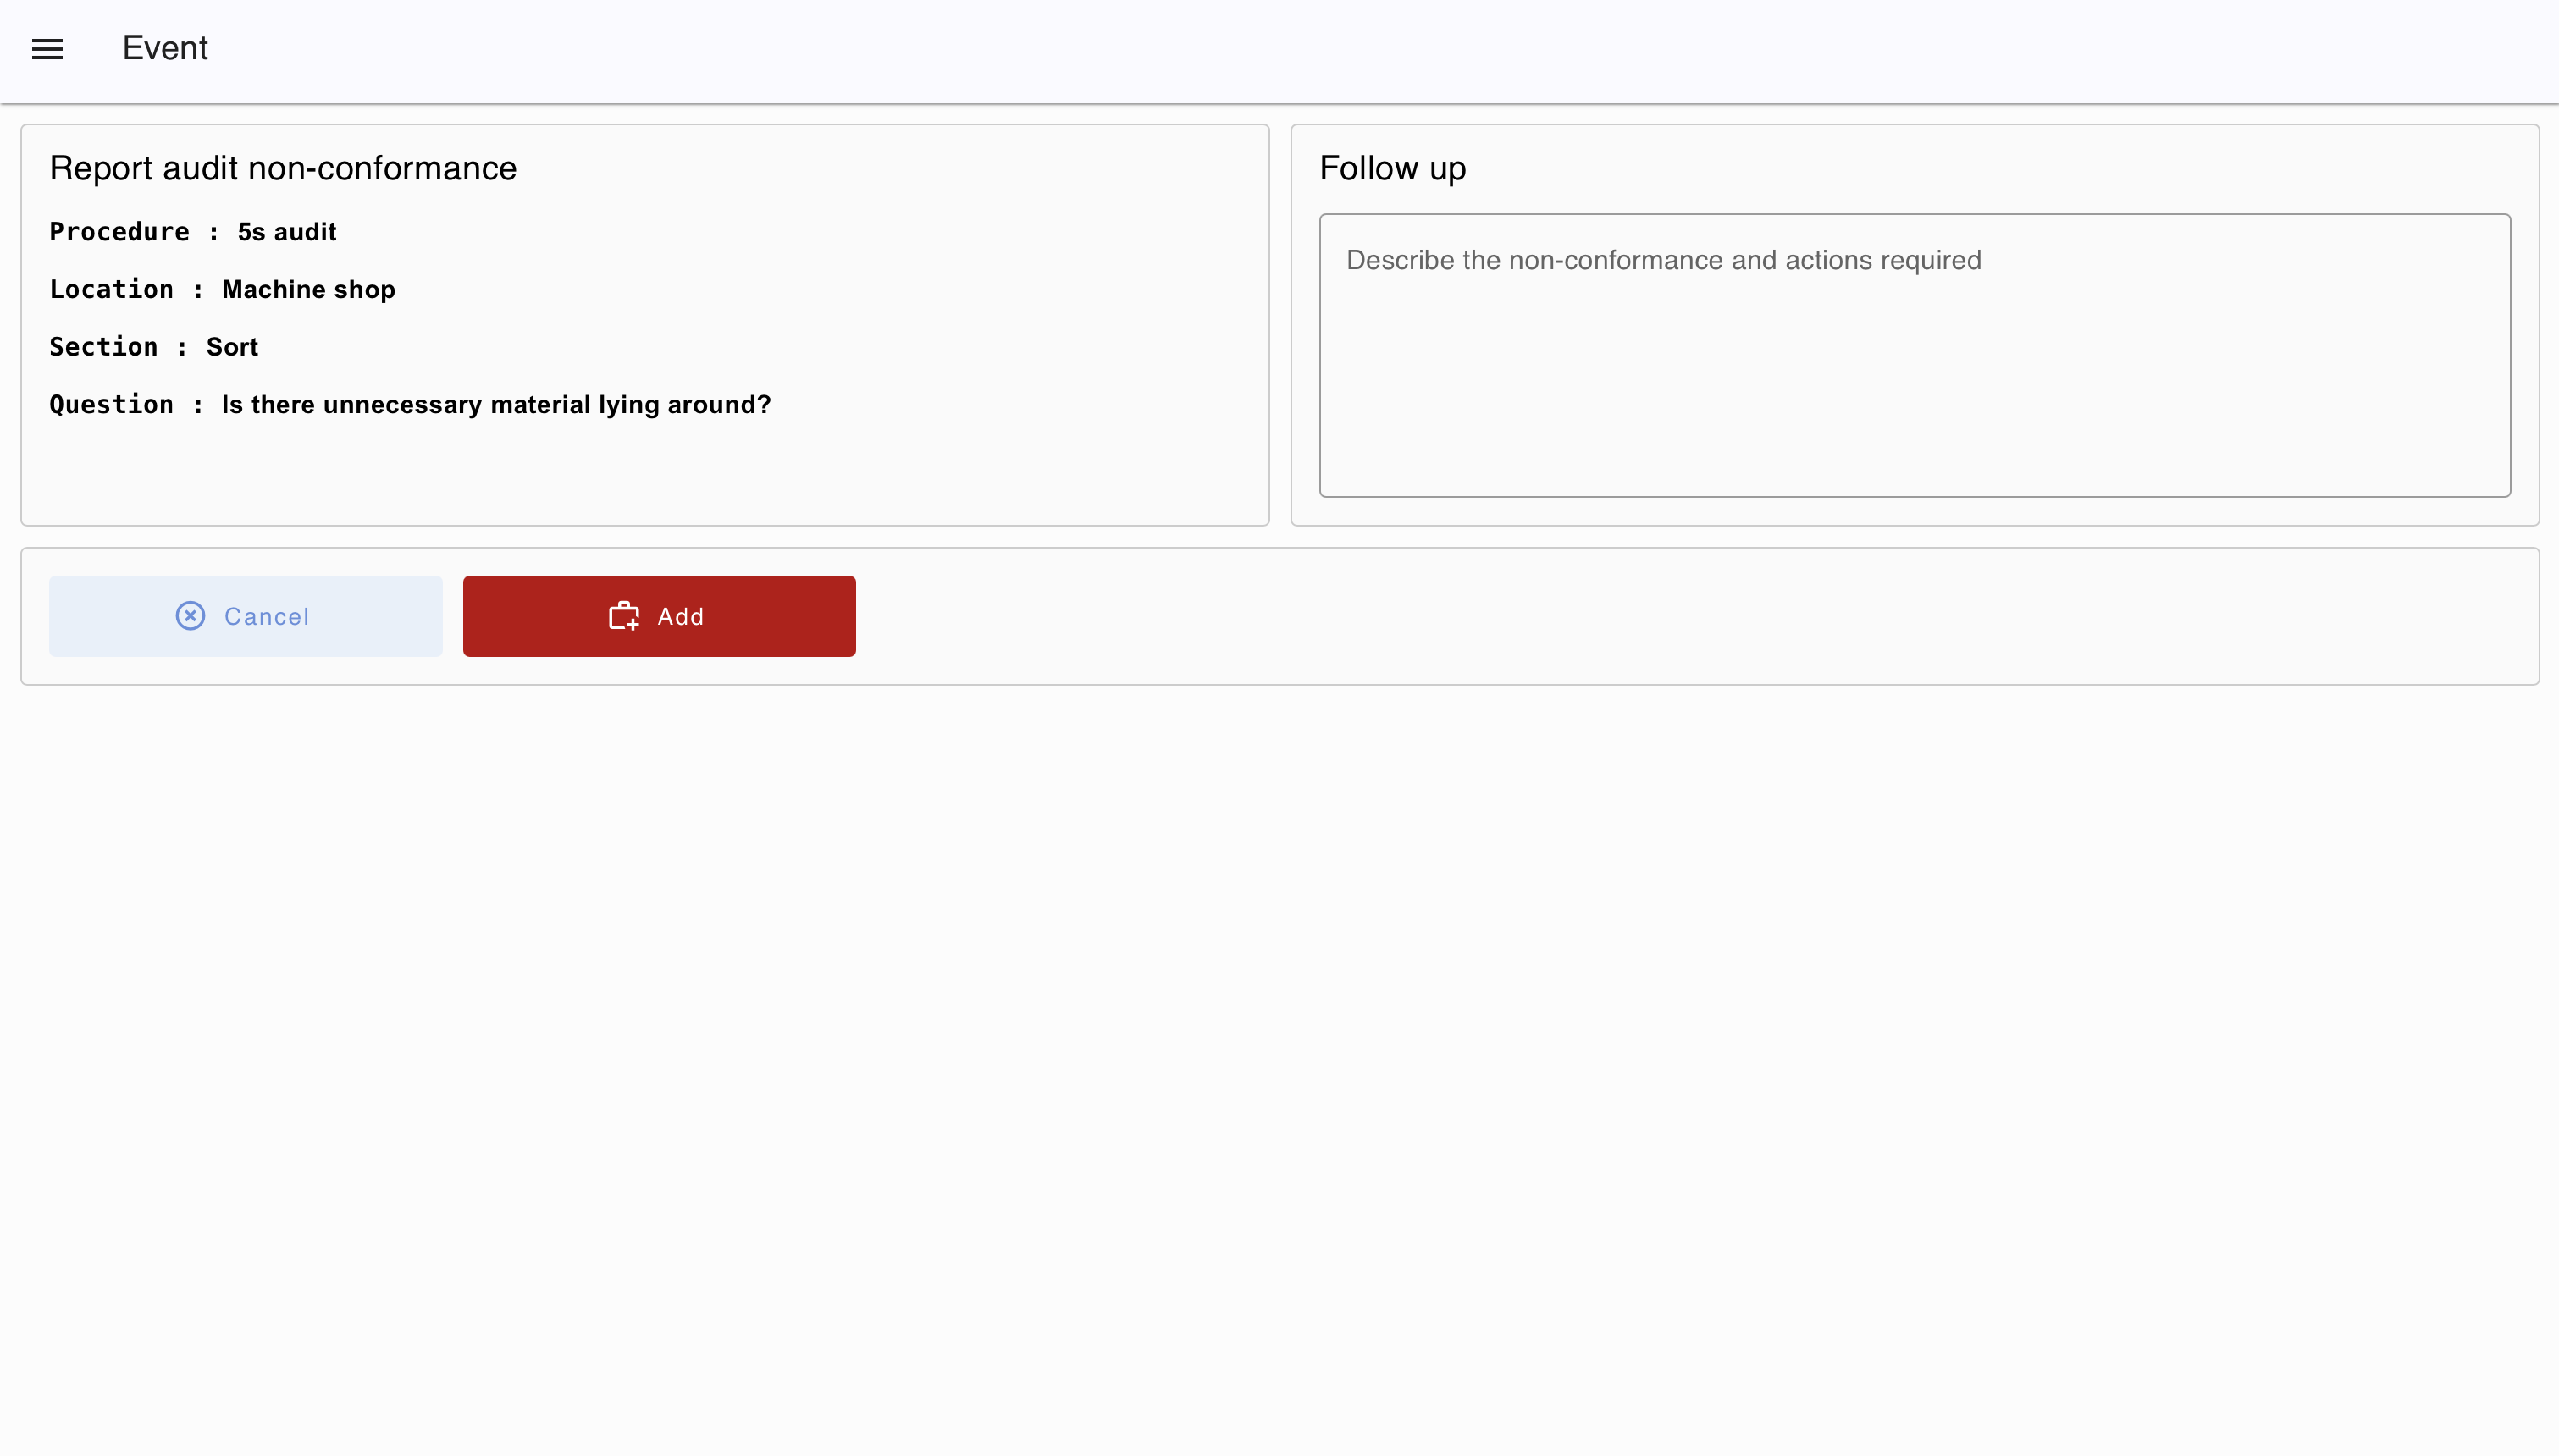 Event
Report audit non-conformance
Procedure : 5s audit
Location : Machine shop
Section : Sort
Question : Is there unnecessary material lying around?
Follow up
Describe the non-conformance and actions required
Cancel
Add